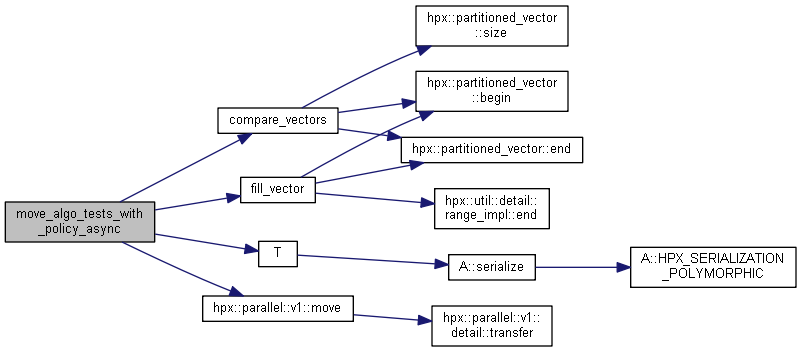 move_algo_tests_with
_policy_async
compare_vectors
fill_vector
T
hpx::parallel::v1::move
hpx::partitioned_vector
::size
hpx::partitioned_vector
::begin
hpx::partitioned_vector::end
hpx::util::detail::
range_impl::end
A::serialize
hpx::parallel::v1::
detail::transfer
A::HPX_SERIALIZATION
_POLYMORPHIC